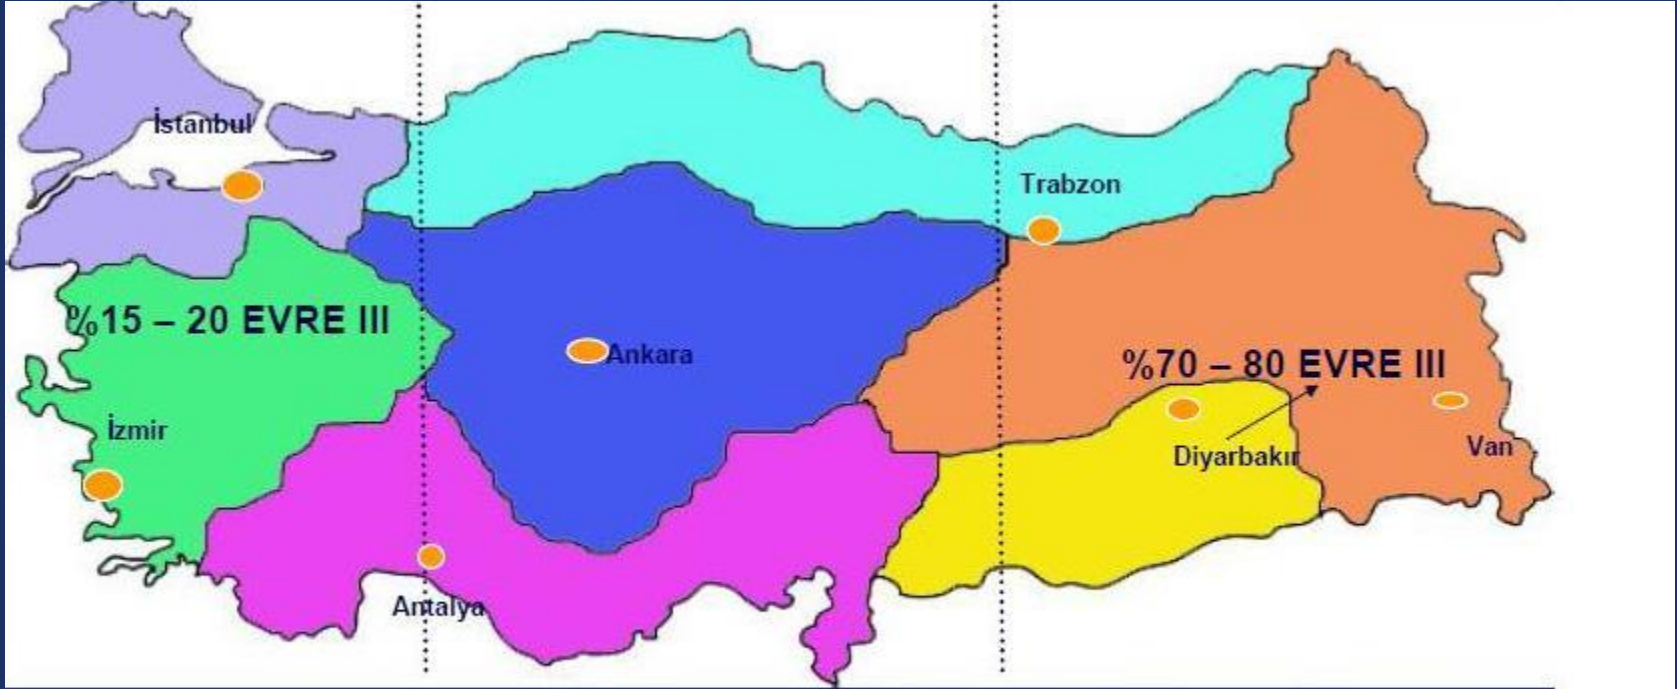 İstanbul
Trabzon
%15 – 20 EVRE III
Ankara
%70 – 80 EVRE III
İzmir
Diyarbakır
Van
Antalya